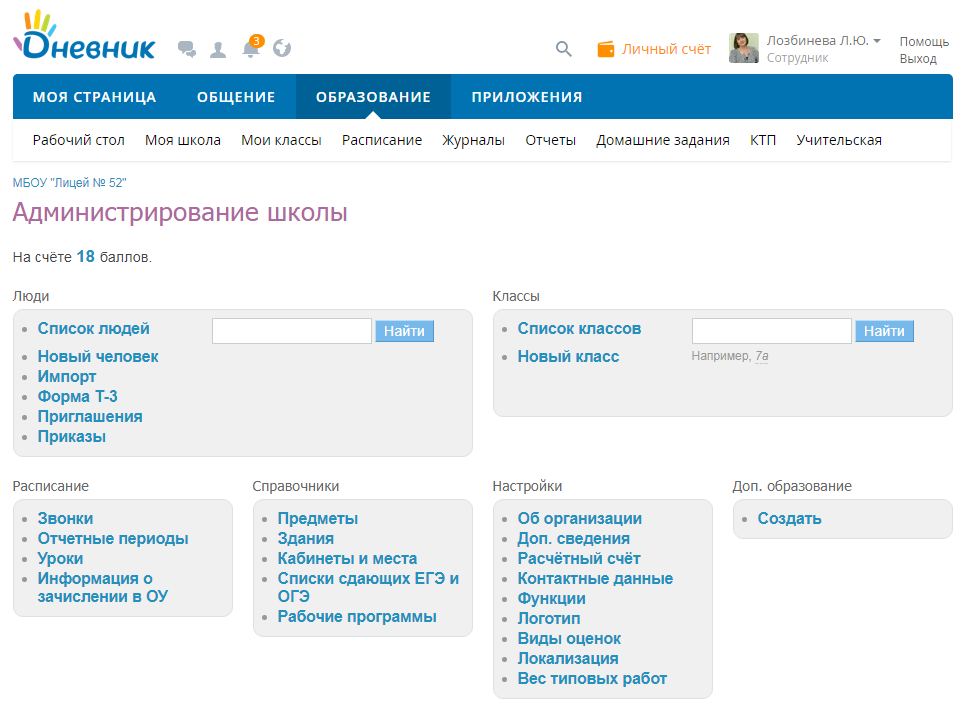 Дневник
3
Личный счёт
Лозбинева Л.Ю.
Сотрудник
Помощь
Выход
МОЯ СТРАНИЦА ОБЩЕНИЕ ОБРАЗОВАНИЕ ПРИЛОЖЕНИЯ
Рабочий стол Моя школа Мои классы Расписание Журналы Отчеты Домашние задания КТП Учительская
МБОУ "Лицей № 52"
Администрирование школы
На счёте 18 баллов.
Люди
Список людей
Найти
Новый человек
Импорт
Форма Т-3
Приглашения
Приказы
Классы
Список классов
Найти
Новый класс
Например, 7а
Расписание
Звонки
Отчетные периоды
Уроки
Информация о
зачислении в ОУ
Справочники
Предметы
Здания
Кабинеты и места
Списки сдающих ЕГЭ и
ОГЭ
Рабочие программы
Настройки
Об организации
Доп. сведения
Расчётный счёт
Контактные данные
Функции
Логотип
Виды оценок
Локализация
Вес типовых работ
Доп. образование
Создать